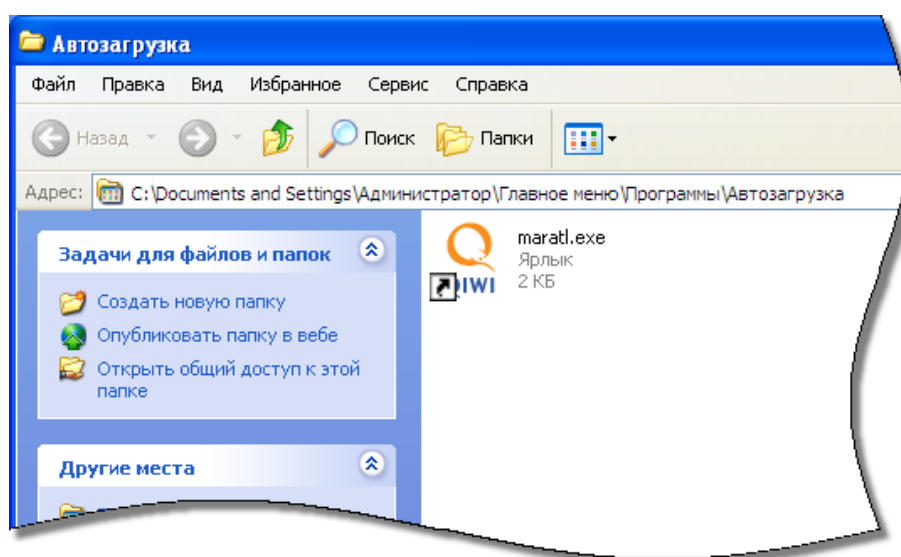 Автозагрузка
Файл Правка Вид Избранное Сервис Справка
Назад Поиск Папки
Адрес: C:\Documents and Settings\Администратор\Главное меню\Программы\Автозагрузка
Задачи для файлов и папок
Создать новую папку
Опубликовать папку в вебе
Открыть общий доступ к этой
папке
Другие места
maratl.exe
Ярлык
2 КБ
QIWI